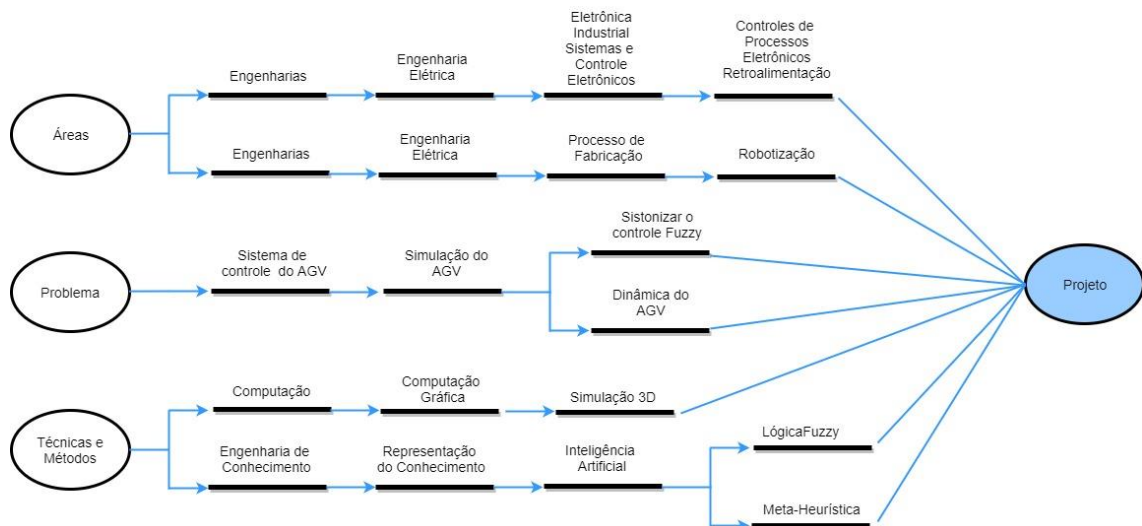 Áreas
Engenharias
Engenharia
Elétrica
Eletrônica
Industrial
Sistemas e
Controle
Eletrônicos
Controles de
Processos
Eletrônicos
Retroalimentação
Engenharias
Engenharia
Elétrica
Processo de
Fabricação
Robotização
Problema
Sistema de
controle do AGV
Simulação do
AGV
Sistonizar o
controle Fuzzy
Dinâmica do
AGV
Projeto
Técnicas e
Métodos
Computação
Computação
Gráfica
Simulação 3D
Engenharia de
Conhecimento
Representação
do Conhecimento
Inteligência
Artificial
LógicaFuzzy
Meta-Heurística